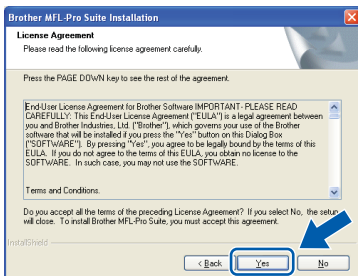 Brother MFL-Pro Suite Installation
License Agreement
Please read the following license agreement carefully.
Press the PAGE DOWN key to see the rest of the agreement.
End-User License Agreement for Brother Software IMPORTANT- PLEASE READ
CAREFULLY: This End-User License Agreement ("EULA") is a legal agreement between
you and Brother Industries, Ltd. ("Brother"), which governs your use of the Brother
software that will be installed if you press the "Yes" button on this Dialog Box
("SOFTWARE"). By pressing "Yes", you agree to be legally bound by the terms of this
EULA. If you do not agree to the terms of this EULA, you obtain no license to the
SOFTWARE. In such case, you may not use the SOFTWARE.
Terms and Conditions.
Do you accept all the terms of the preceding License Agreement? If you select No, the setup
will close. To install Brother MFL-Pro Suite, you must accept this agreement.
InstallShield
< Back
Yes
No